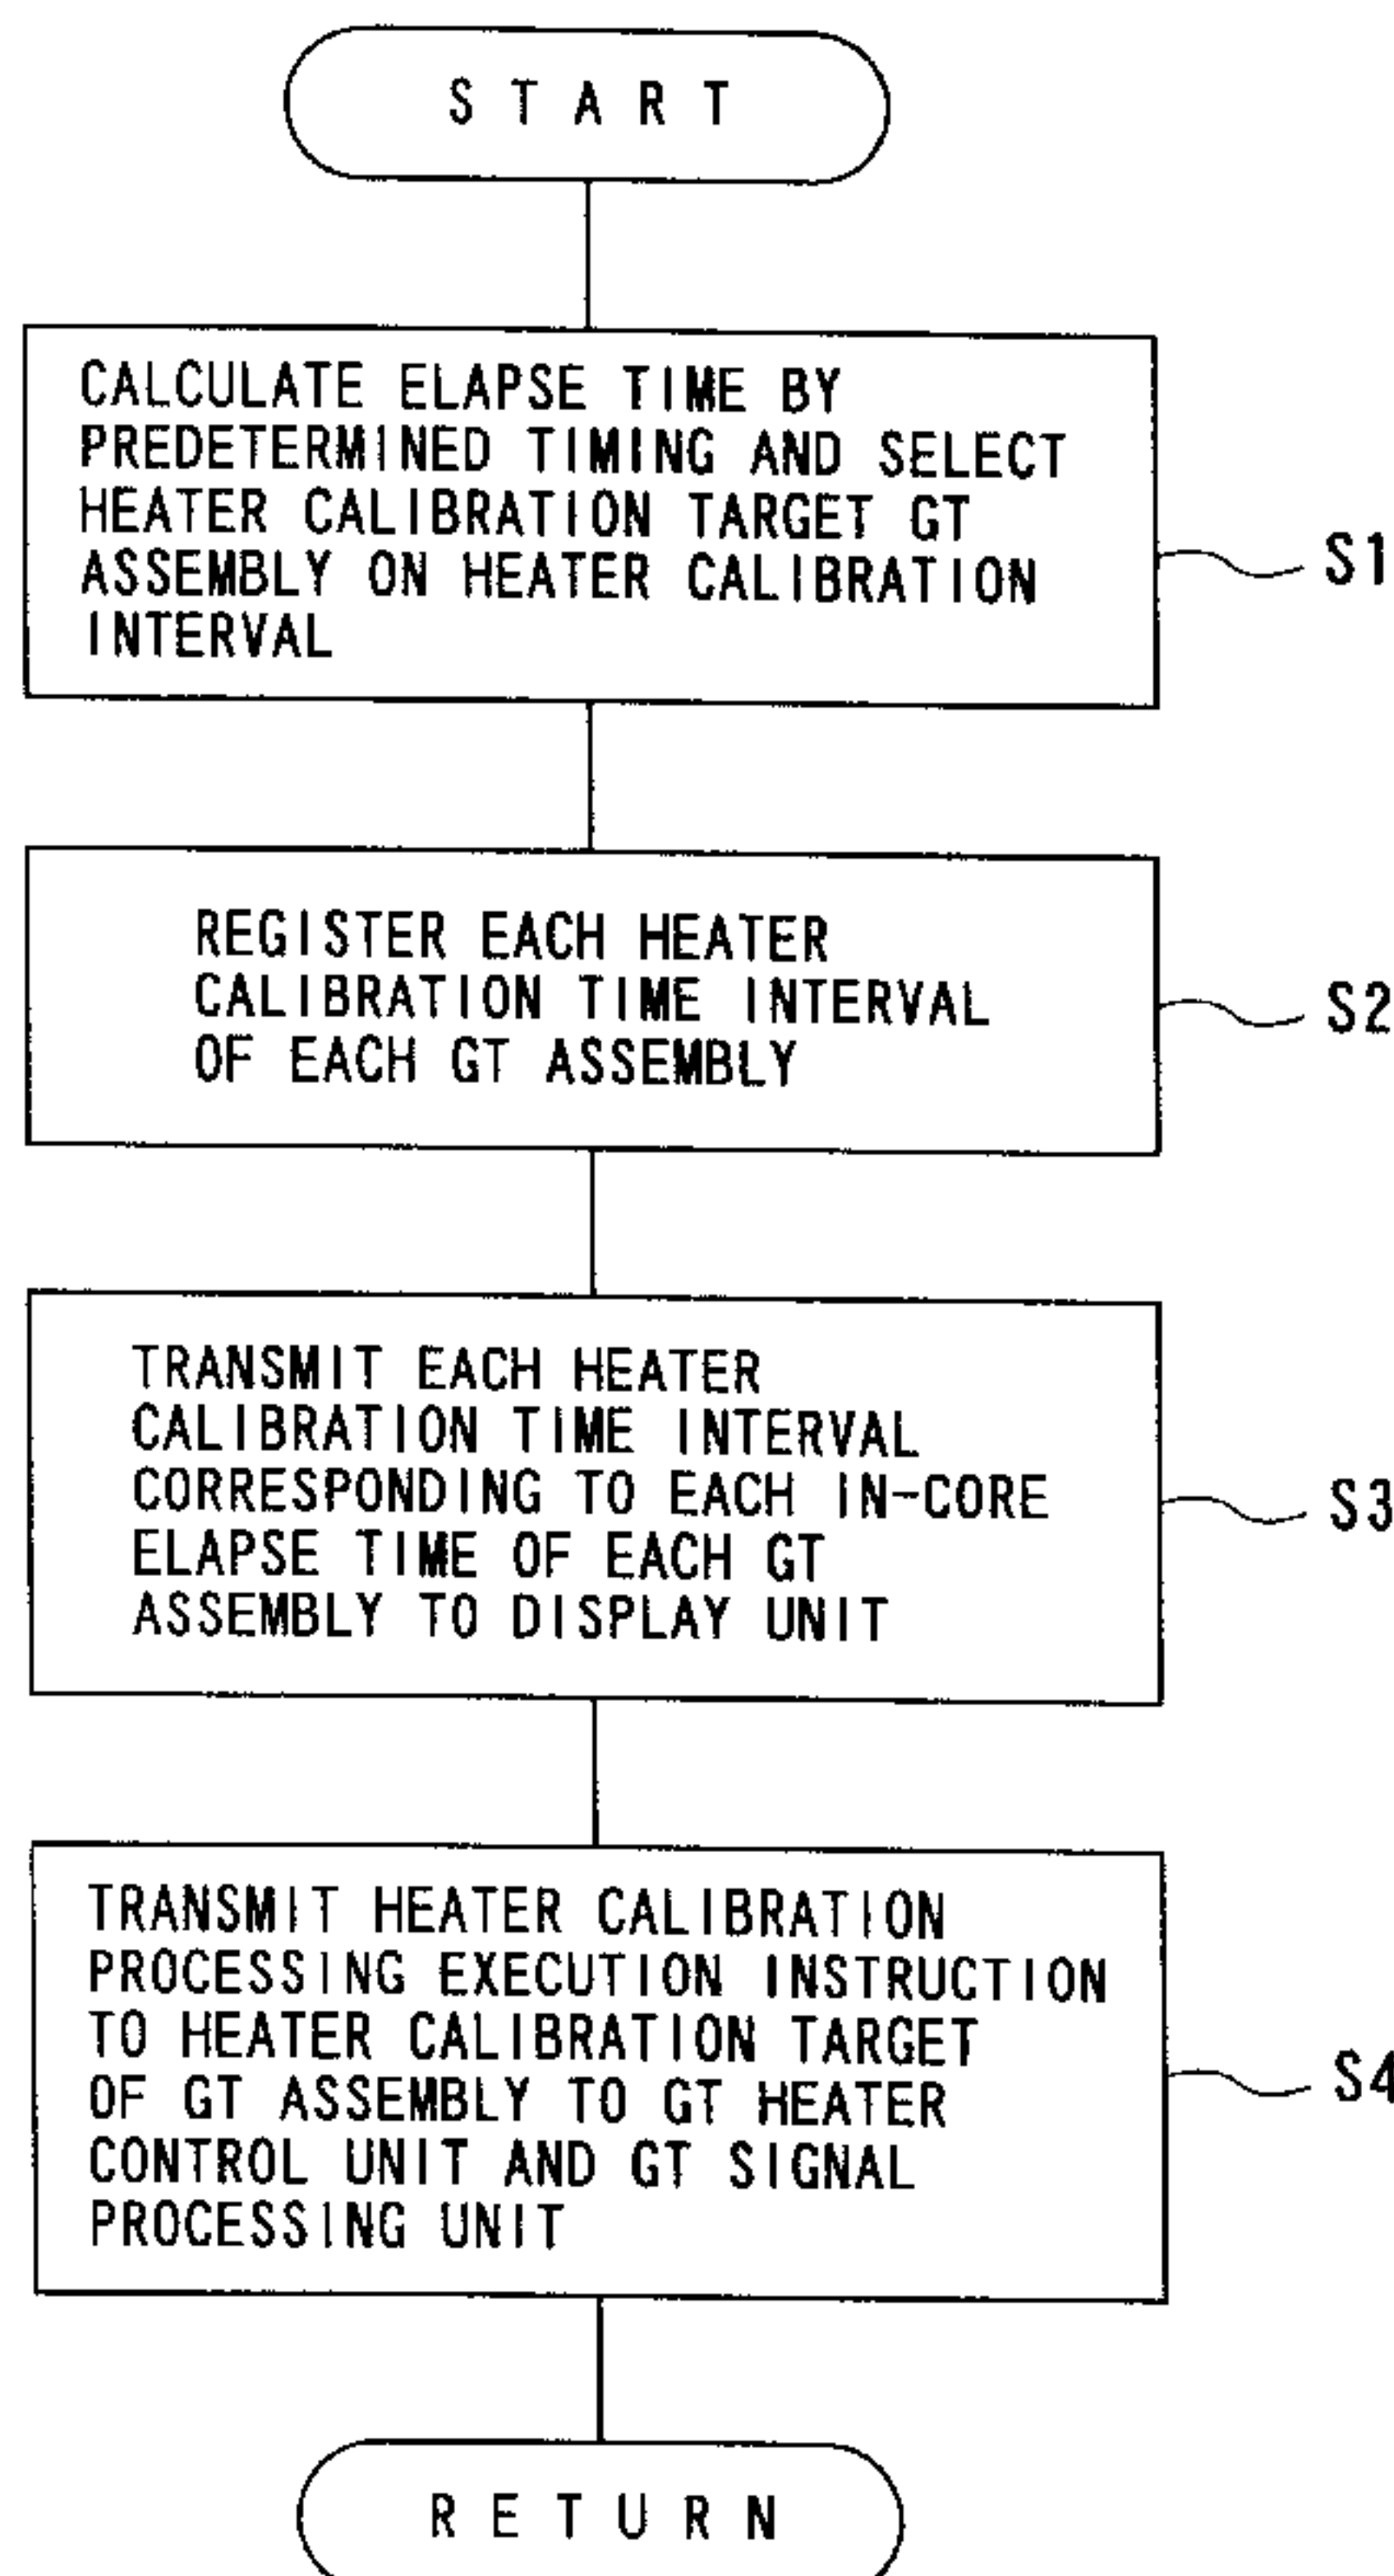 START
CALCULATE ELAPSE TIME BY
PREDETERMINED TIMING AND SELECT
HEATER CALIBRATION TARGET GT
ASSEMBLY ON HEATER CALIBRATION
INTERVAL
S1
REGISTER EACH HEATER
CALIBRATION TIME INTERVAL
OF EACH GT ASSEMBLY
S2
TRANSMIT EACH HEATER
CALIBRATION TIME INTERVAL
CORRESPONDING TO EACH IN-CORE
ELAPSE TIME OF EACH GT
ASSEMBLY TO DISPLAY UNIT
S3
TRANSMIT HEATER CALIBRATION
PROCESSING EXECUTION INSTRUCTION
TO HEATER CALIBRATION TARGET
OF GT ASSEMBLY TO GT HEATER
CONTROL UNIT AND GT SIGNAL
PROCESSING UNIT
S4
RETURN